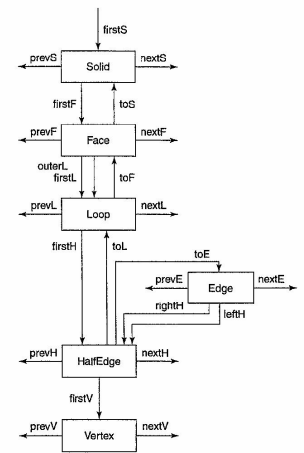 firstS
prevS nextS
Solid
firstF toS
prevF nextF
Face
outerL
firstL toF
prevL nextL
Loop
firstH toL
toE
prevE nextE
Edge
rightH
leftH
prevH nextH
HalfEdge
firstV
prevV nextV
Vertex